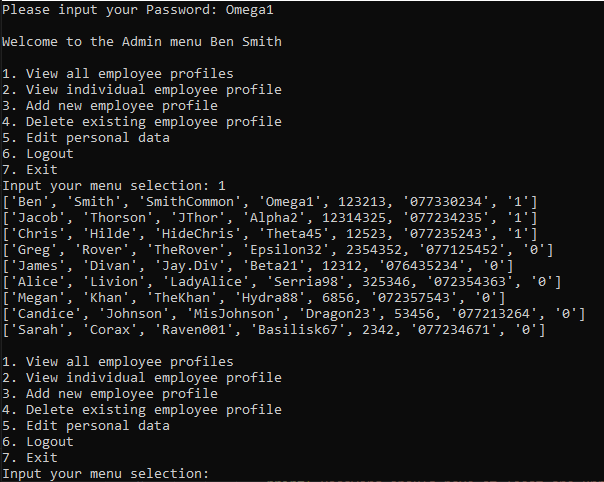 Please input your Password: Omega1
Welcome to the Admin menu Ben Smith
1. View all employee profiles
2. View individual employee profile
3. Add new employee profile
4. Delete existing employee profile
5. Edit personal data
6. Logout
7. Exit
Input your menu selection: 1
['Ben', 'Smith', 'SmithCommon', 'Omega1', 123213, '077330234', '1']
['Jacob', 'Thorson', 'JThor', 'Alpha2', 12314325, '077234235', '1']
['Chris', 'Hilde', 'HideChris', 'Theta45', 12523, '077235243', '1']
['Greg', 'Rover', 'TheRover', 'Epsilon32', 2354352, '077125452', '0']
['James', 'Divan', 'Jay.Div', 'Beta21', 12312, '076435234', '0']
['Alice', 'Livion', 'LadyAlice', 'Serria98', 325346, '072354363', '0']
['Megan', 'Khan', 'TheKhan', 'Hydra88', 6856, '072357543', '0']
['Candice', 'Johnson', 'MisJohnson', 'Dragon23', 53456, '077213264', '0']
['Sarah', 'Corax', 'Raven001', 'Basilisk67', 2342, '077234671', '0']
1. View all employee profiles
2. View individual employee profile
3. Add new employee profile
4. Delete existing employee profile
5. Edit personal data
6. Logout
7. Exit
Input your menu selection: